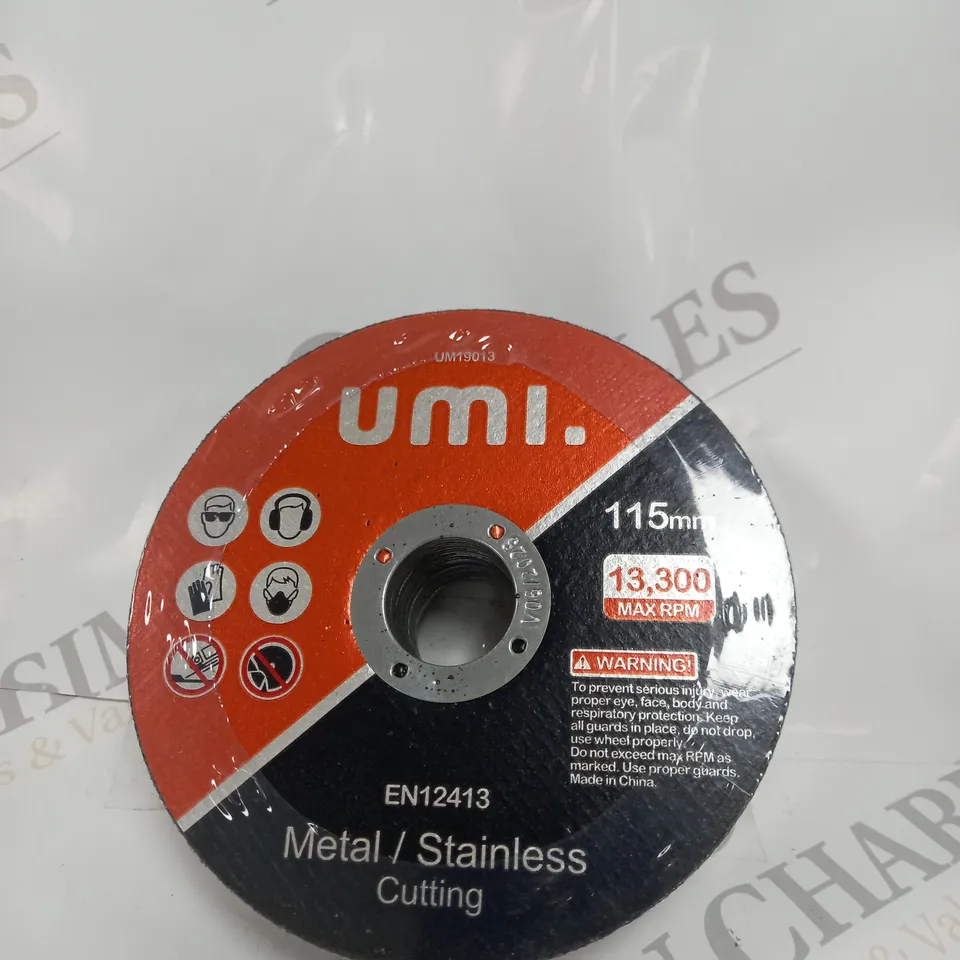 UM19013
umi.
115mm
13,300
MAX RPM
WARNING!
To prevent serious injury, wear
proper eye, face, body and
respiratory protection. Keep
all guards in place, do not drop,
use wheel properly.
Do not exceed max RPM as
marked. Use proper guards.
Made in China.
EN12413
Metal / Stainless
Cutting